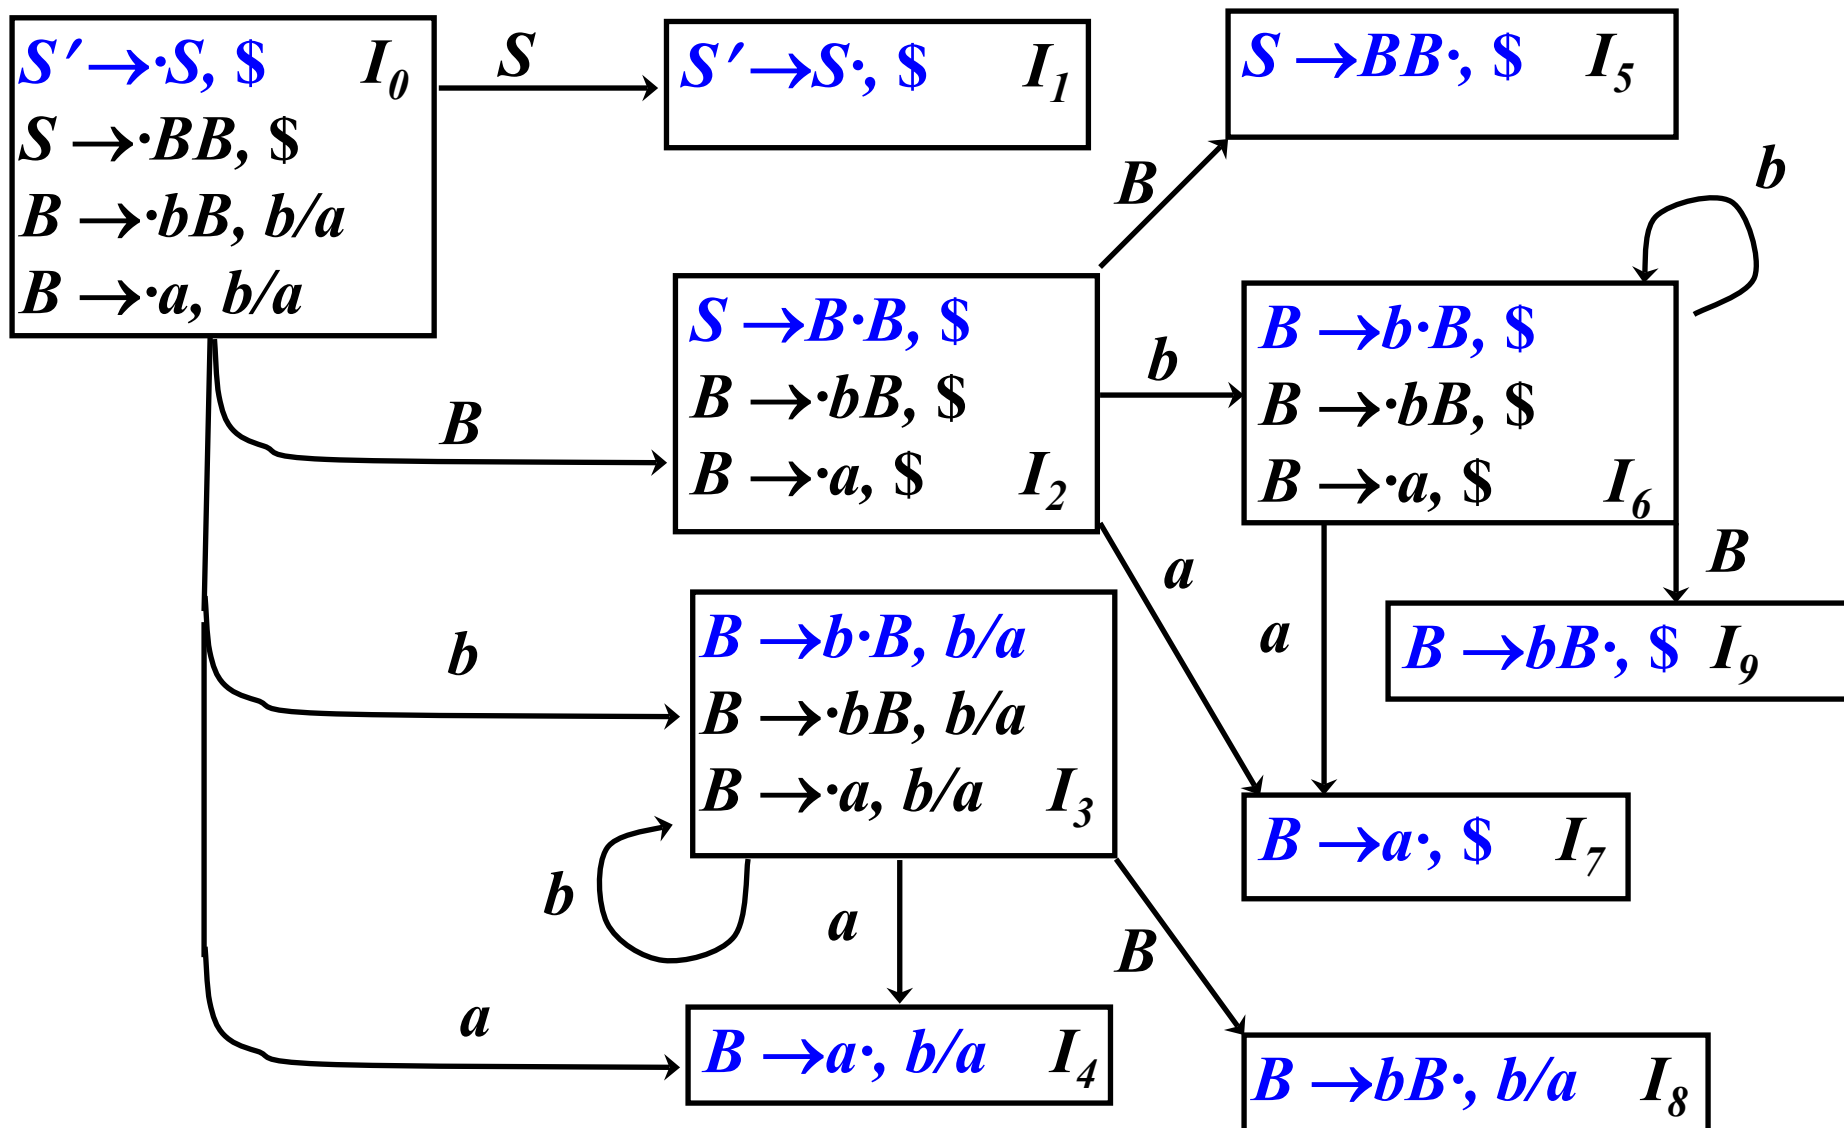 S′→·S, $ I0
S→·BB, $
B→·bB, b/a
B→·a, b/a
S
S′→S·, $ I1
S→BB·, $ I5
B
b
B
S→B·B, $
B→·bB, $
B→·a, $ I2
b
B→b·B, $
B→·bB, $
B→·a, $ I6
a
a
B
B→bB·, $ I9
b
B→b·B, b/a
B→·bB, b/a
B→·a, b/a I3
B→a·, $ I7
b
a
B
a
B→a·, b/a I4
B→bB·, b/a I8